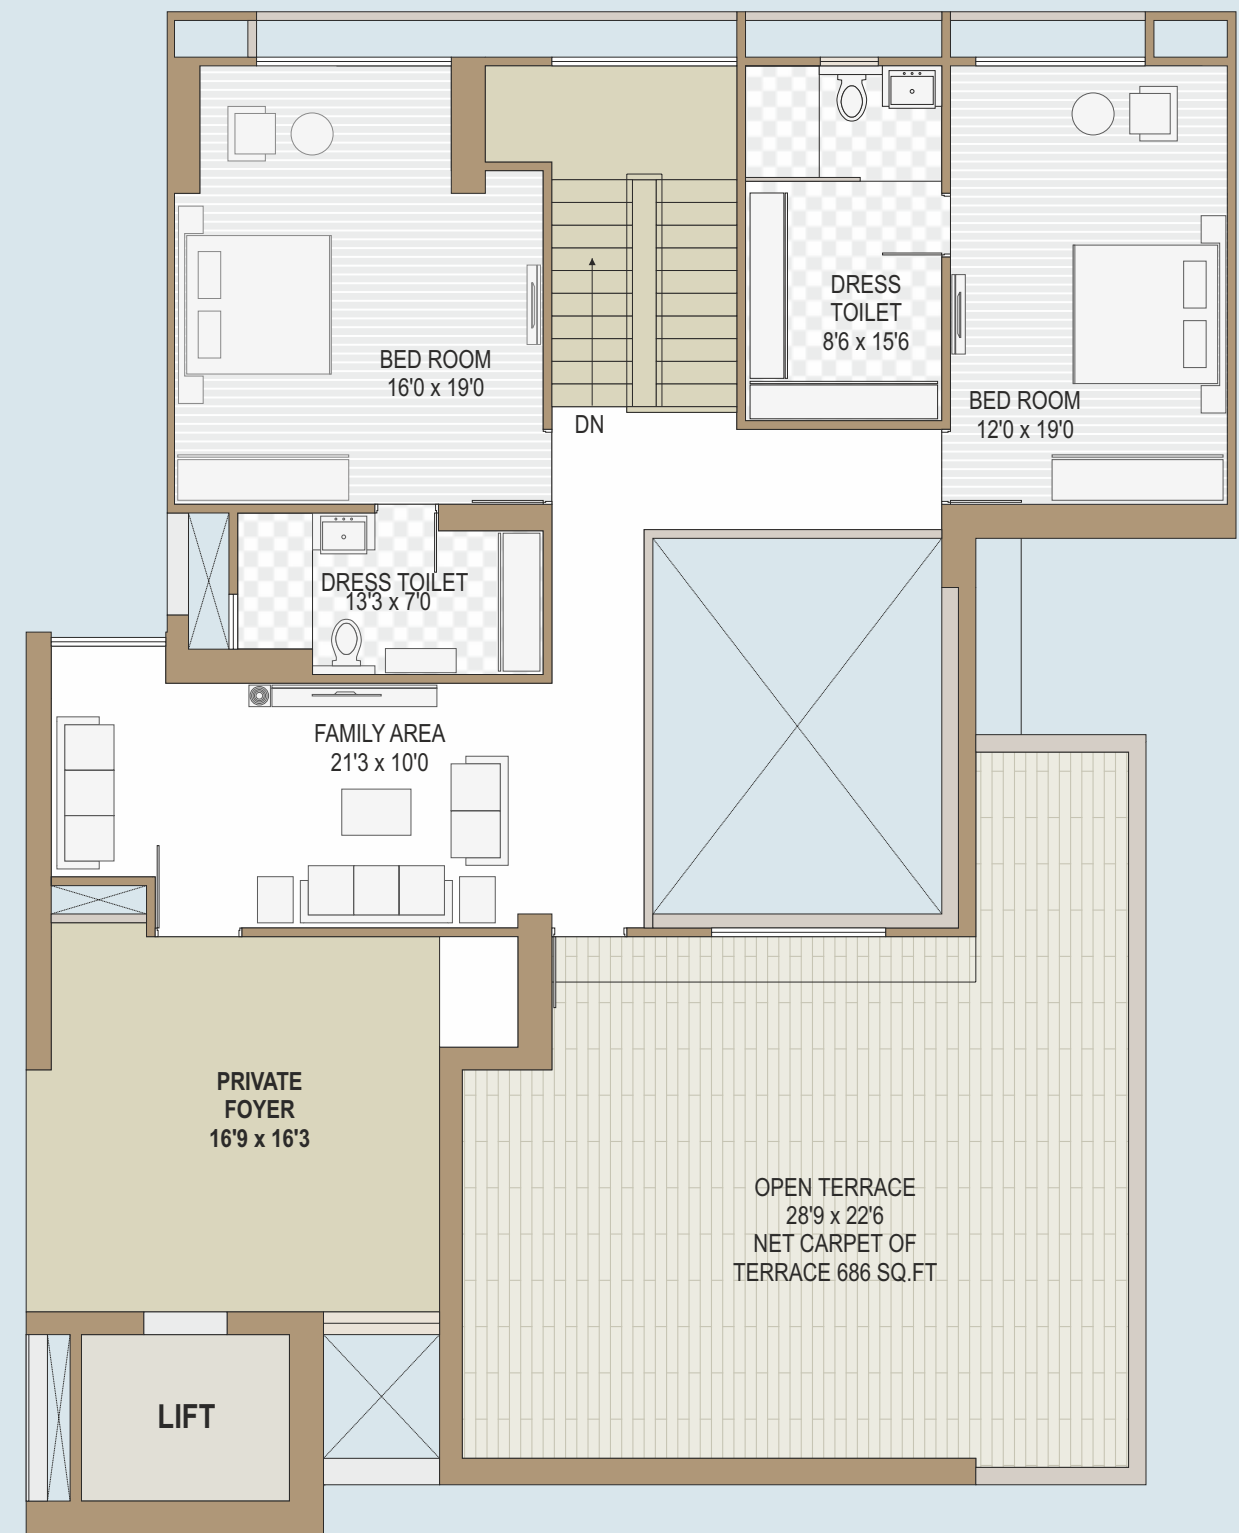 DRESS
TOILET
8'6 x 15'6
BED ROOM
16'0 x 19'0
BED ROOM
12'0 x 19'0
DN
DRESS TOILET
13'3 x 7'0
FAMILY AREA
21'3 x 10'0
PRIVATE
FOYER
16'9 x 16'3
OPEN TERRACE
28'9 x 22'6
NET CARPET OF
TERRACE 686 SQ.FT
LIFT